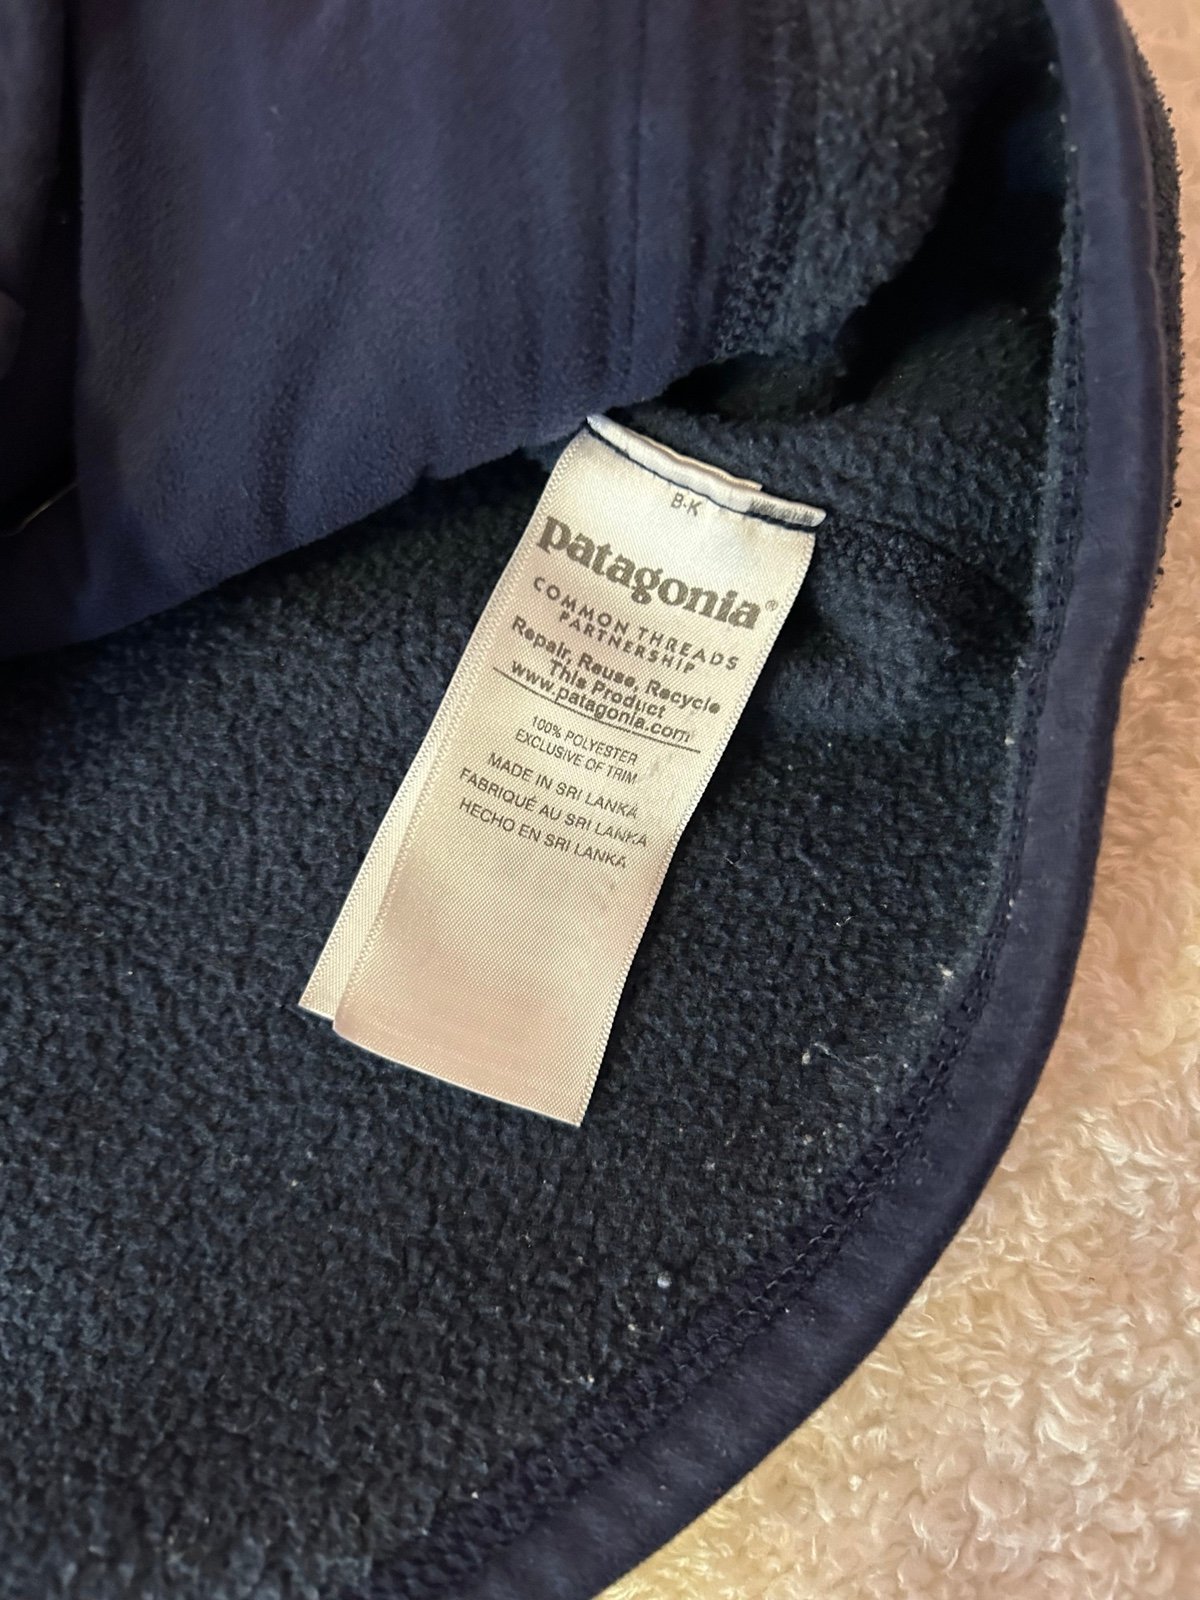 B-K
patagonia®
COMMON THREADS
PARTNERSHIP
Repair, Reuse, Recycle
This Product
www.patagonia.com
100% POLYESTER
EXCLUSIVE OF TRIM
MADE IN SRI LANKA
FABRIQUÉ AU SRI LANKA
HECHO EN SRI LANKA